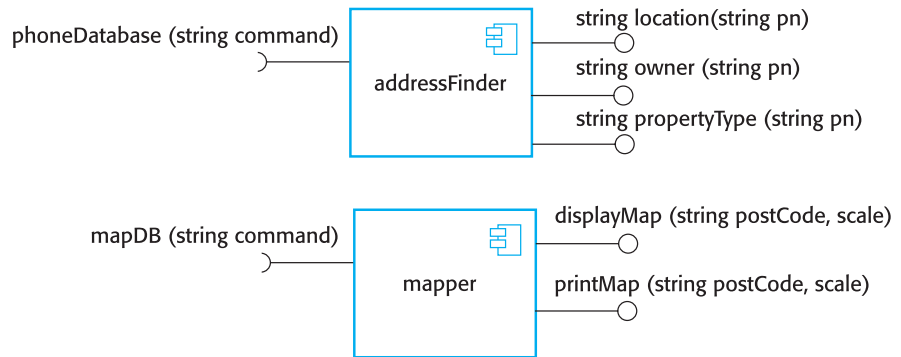 phoneDatabase (string command)
addressFinder
string location(string pn)
string owner (string pn)
string propertyType (string pn)
mapDB (string command)
mapper
displayMap (string postCode, scale)
printMap (string postCode, scale)